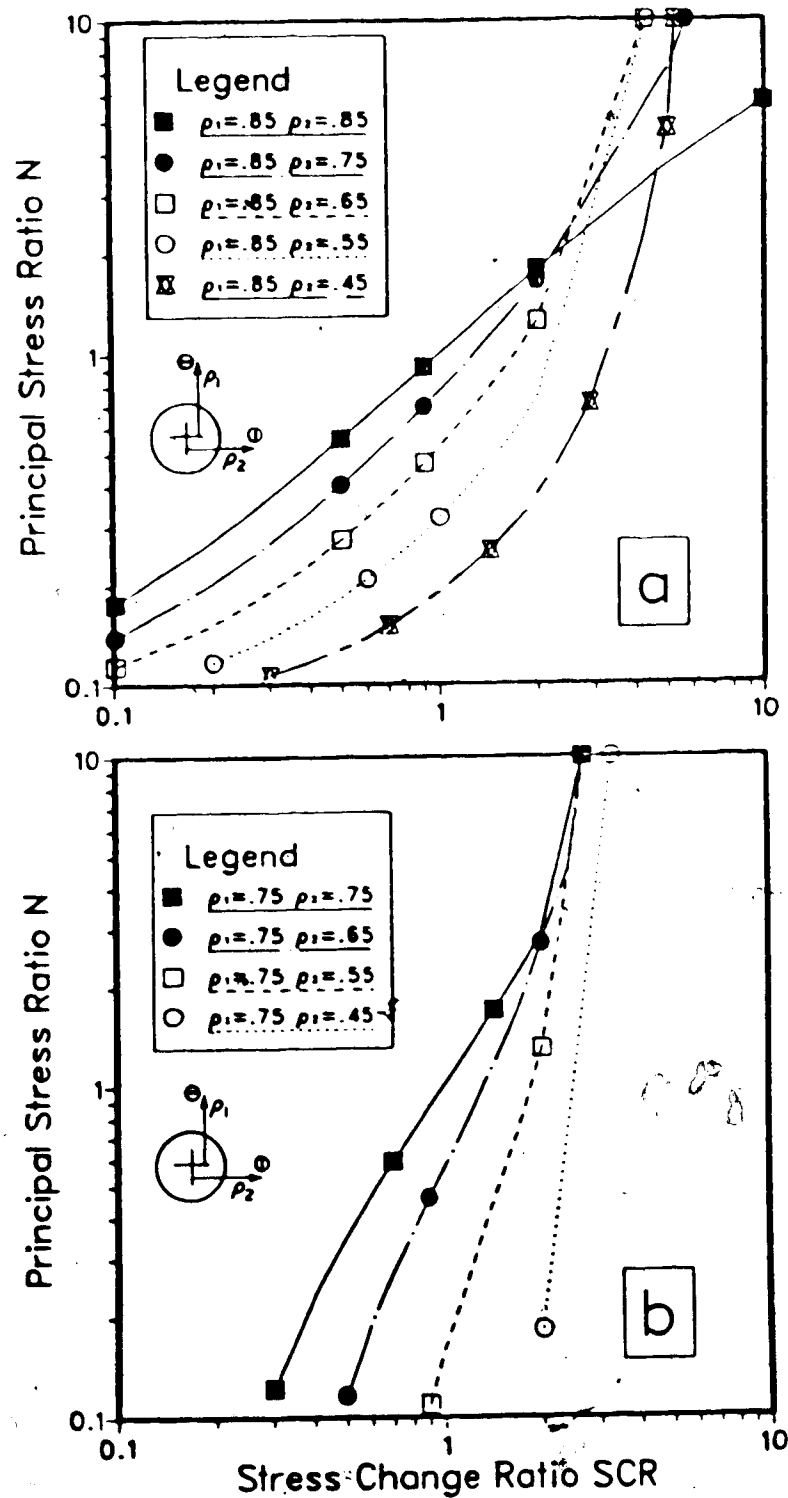 10
Legend
ρ₁=.85 ρ₂=.85
ρ₁=.85 ρ₂=.75
ρ₁=.85 ρ₂=.65
ρ₁=.85 ρ₂=.55
ρ₁=.85 ρ₂=.45
Principal Stress Ratio N
1
ρ₁
ρ₂
a
0.1
0.1
1
10
10
Legend
ρ₁=.75 ρ₂=.75
ρ₁=.75 ρ₂=.65
ρ₁=.75 ρ₂=.55
ρ₁=.75 ρ₂=.45
Principal Stress Ratio N
1
ρ₁
ρ₂
b
0.1
0.1
1
10
Stress Change Ratio SCR